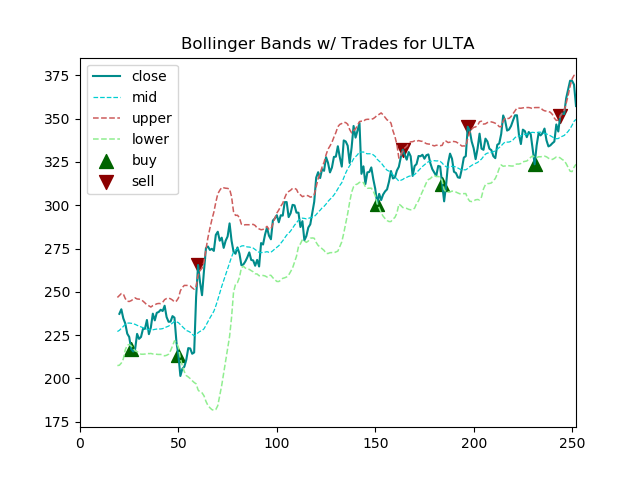 Bollinger Bands w/ Trades for ULTA
close
mid
upper
lower
buy
sell
375
350
325
300
275
250
225
200
175
0 50 100 150 200 250